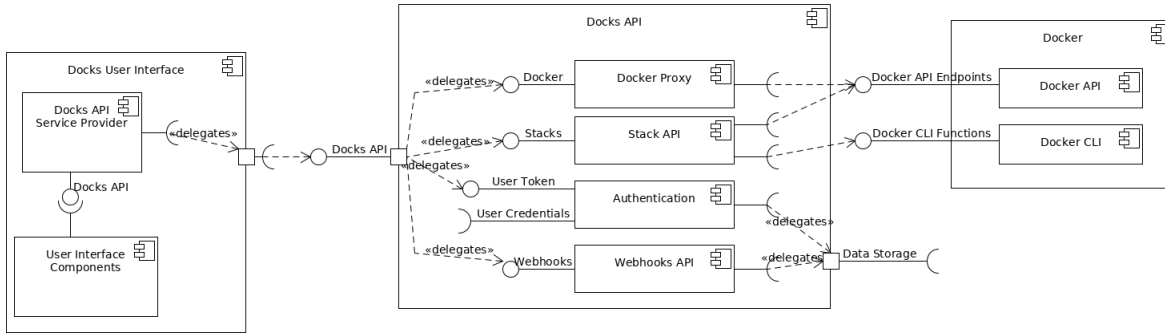 Docks API
Docker
Docks User Interface
Docks API
Service Provider
«delegates»
Docks API
User Interface
Components
Docks API
«delegates»
Docker
Docker Proxy
«delegates»
Stacks
Stack API
«delegates»
User Token
User Credentials
Authentication
«delegates»
«delegates»
Webhooks
Webhooks API
«delegates»
Data Storage
Docker API Endpoints
Docker API
Docker CLI Functions
Docker CLI